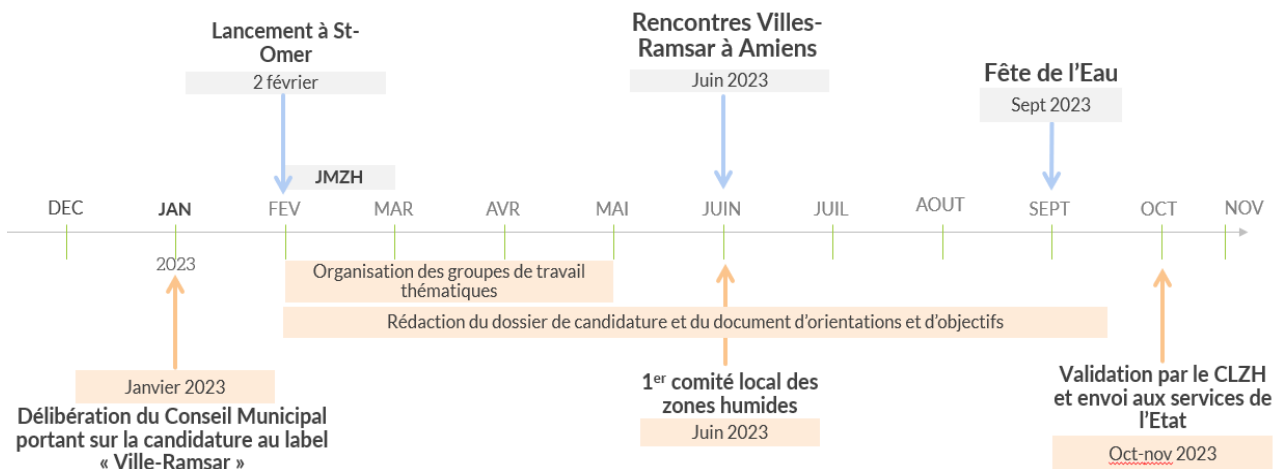 Lancement à St-
Omer
2 février
Rencontres Villes-
Ramsar à Amiens
Juin 2023
Fête de l’Eau
Sept 2023
JMZH
DEC
JAN
FEV
MAR
AVR
MAI
JUIN
JUIL
AOUT
SEPT
OCT
NOV
2023
Organisation des groupes de travail
thématiques
Rédaction du dossier de candidature et du document d’orientations et d’objectifs
Janvier 2023
Délibération du Conseil Municipal
portant sur la candidature au label
« Ville-Ramsar »
1er comité local des
zones humides
Juin 2023
Validation par le CLZH
et envoi aux services de
l’Etat
Oct-nov 2023